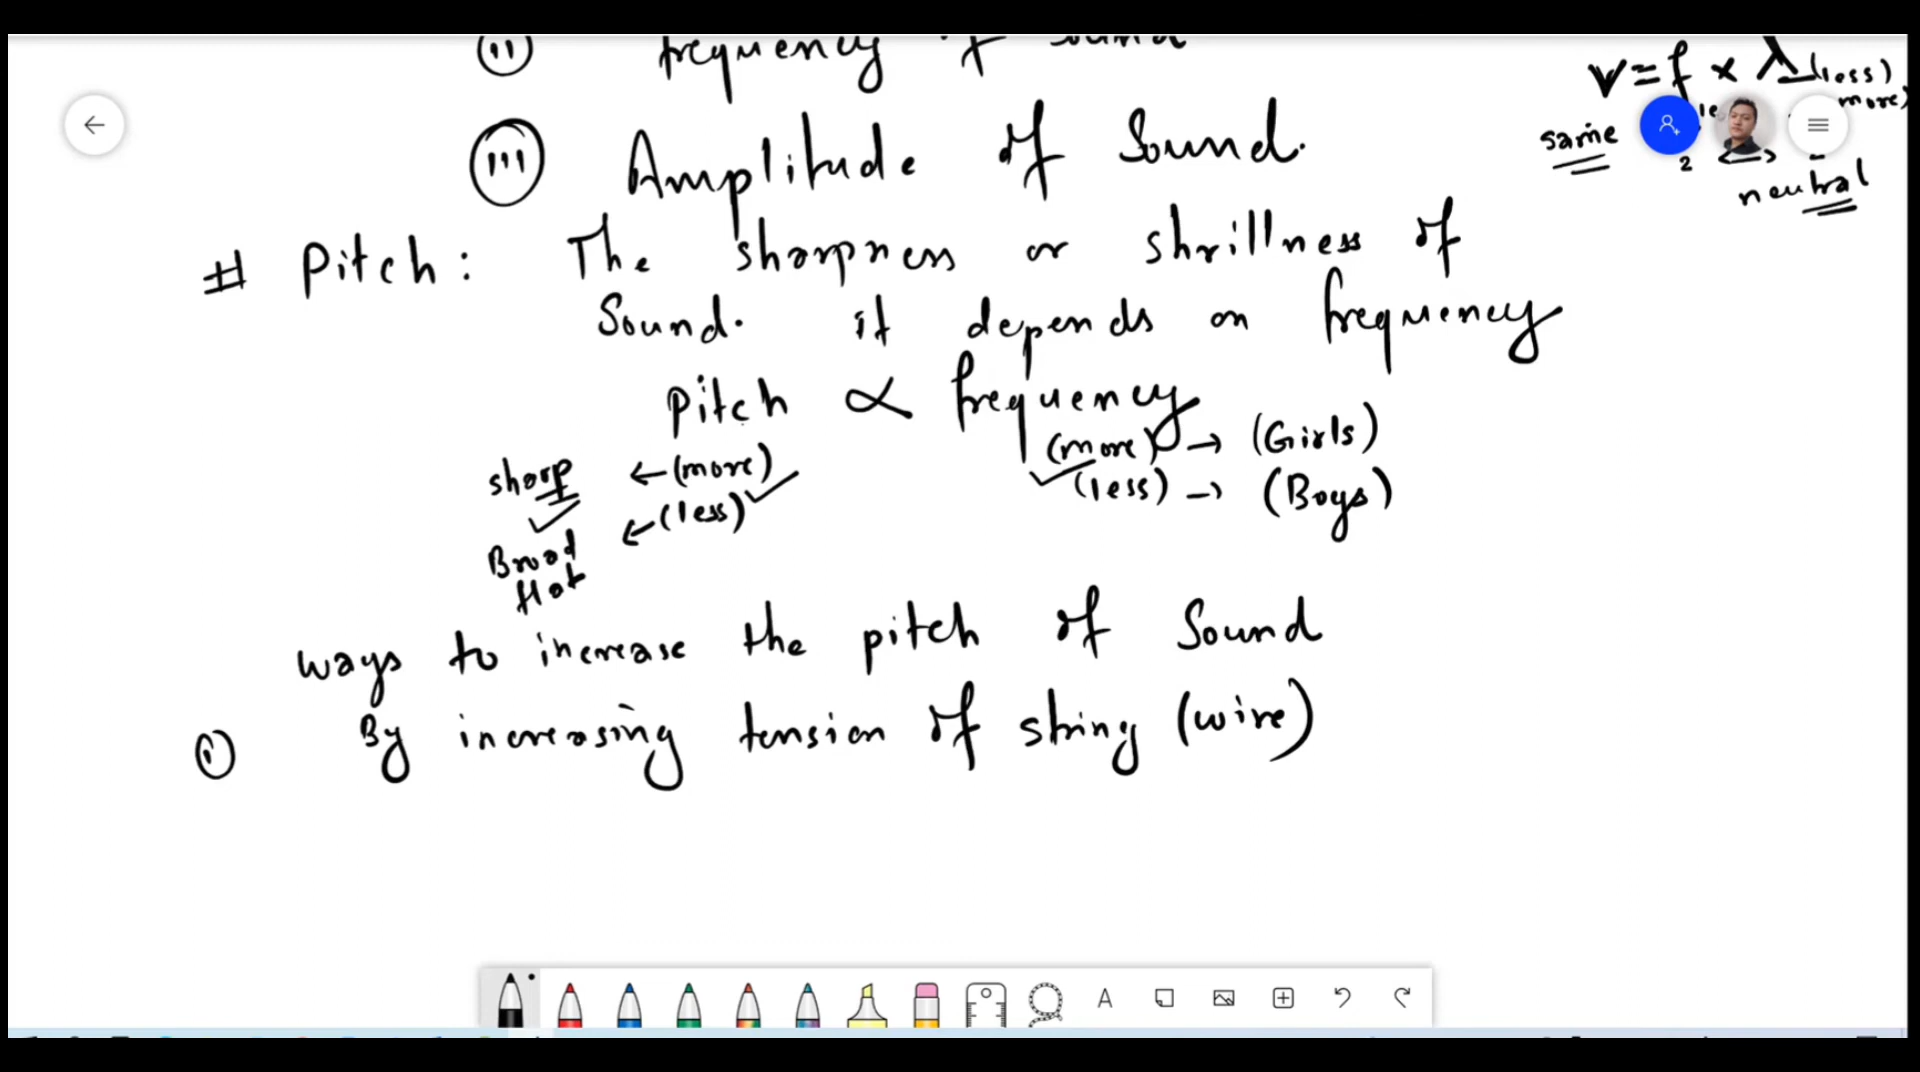 (ii) frequency of sound
v = f x λ (less)
more)
(iii) Amplitude of Sound.
same
2
neutral
# Pitch: The sharpness or shrillness of
Sound. it depends on frequency
Pitch ∝ frequency
(more) → (Girls)
sharp ← (more)
(less) → (Boys)
← (less)
Broad
flat
ways to increase the pitch of Sound
(i) By increasing tension of string (wire)
A